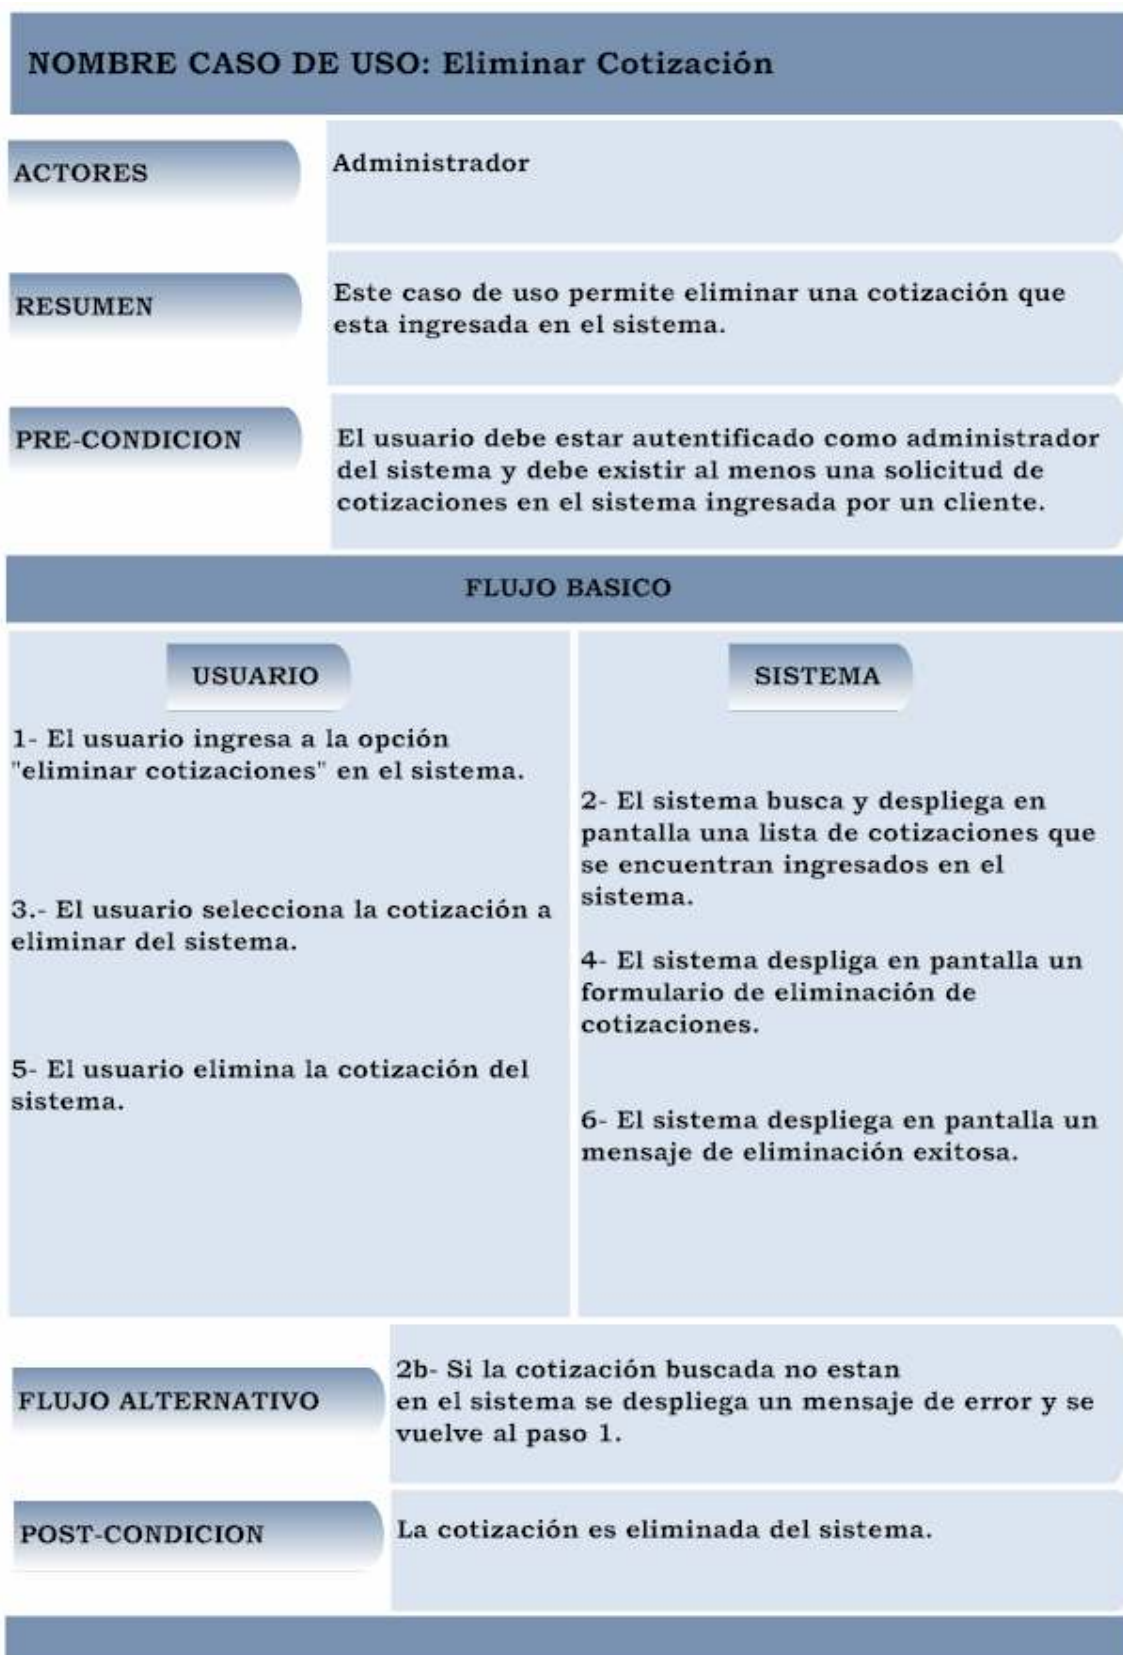 NOMBRE CASO DE USO: Eliminar Cotización
ACTORES
Administrador
RESUMEN
Este caso de uso permite eliminar una cotización que
esta ingresada en el sistema.
PRE-CONDICION
El usuario debe estar autentificado como administrador
del sistema y debe existir al menos una solicitud de
cotizaciones en el sistema ingresada por un cliente.
FLUJO BASICO
USUARIO
1- El usuario ingresa a la opción
"eliminar cotizaciones" en el sistema.
3.- El usuario selecciona la cotización a
eliminar del sistema.
5- El usuario elimina la cotización del
sistema.
SISTEMA
2- El sistema busca y despliega en
pantalla una lista de cotizaciones que
se encuentran ingresados en el
sistema.
4- El sistema despliga en pantalla un
formulario de eliminación de
cotizaciones.
6- El sistema despliega en pantalla un
mensaje de eliminación exitosa.
FLUJO ALTERNATIVO
2b- Si la cotización buscada no estan
en el sistema se despliega un mensaje de error y se
vuelve al paso 1.
POST-CONDICION
La cotización es eliminada del sistema.